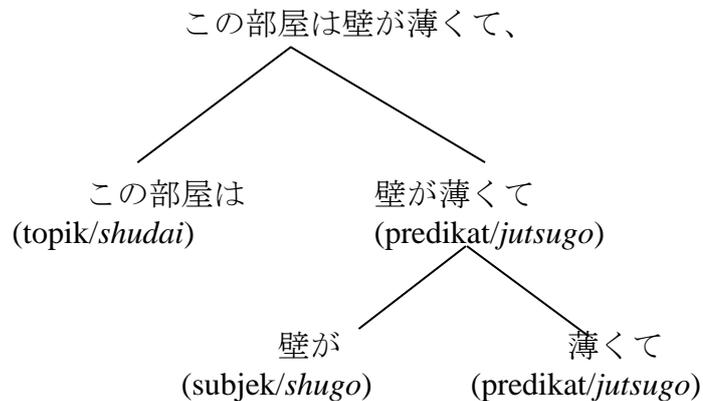 この部屋は壁が薄くて、
この部屋は 壁が薄くて
(topik/shudai) (predikat/jutsugo)
壁が 薄くて
(subjek/shugo) (predikat/jutsugo)